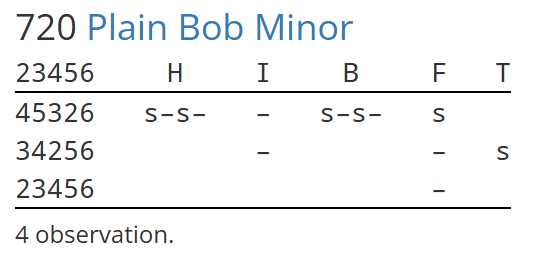 720 Plain Bob Minor
23456 H I B F T
45326 s–s– – s–s– s
34256 – – s
23456 –
4 observation.